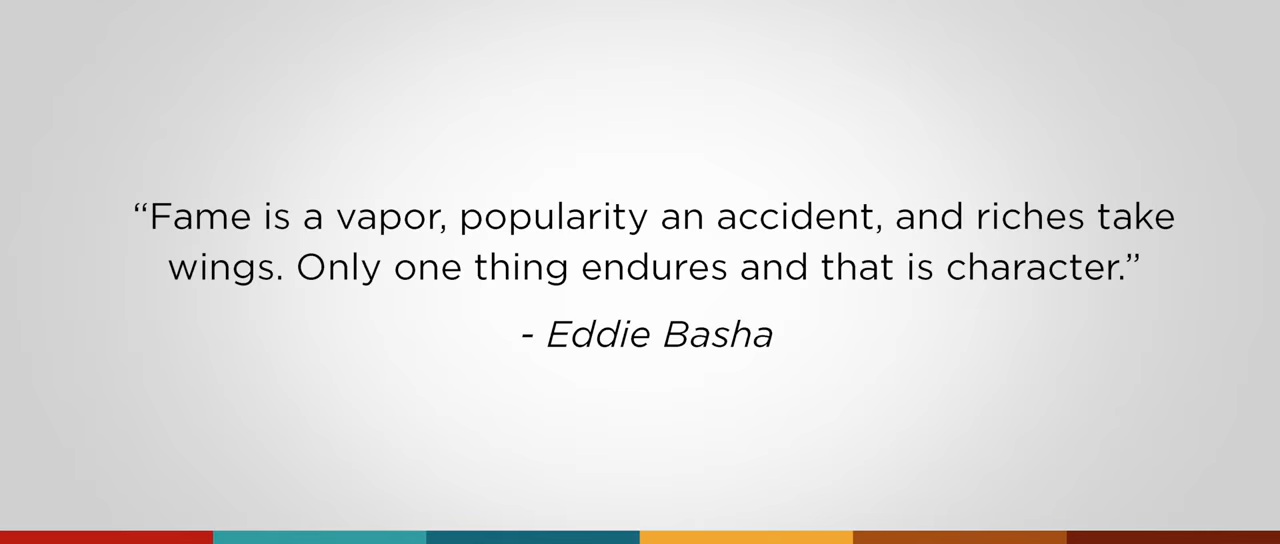 “Fame is a vapor, popularity an accident, and riches take
wings. Only one thing endures and that is character.”
- Eddie Basha